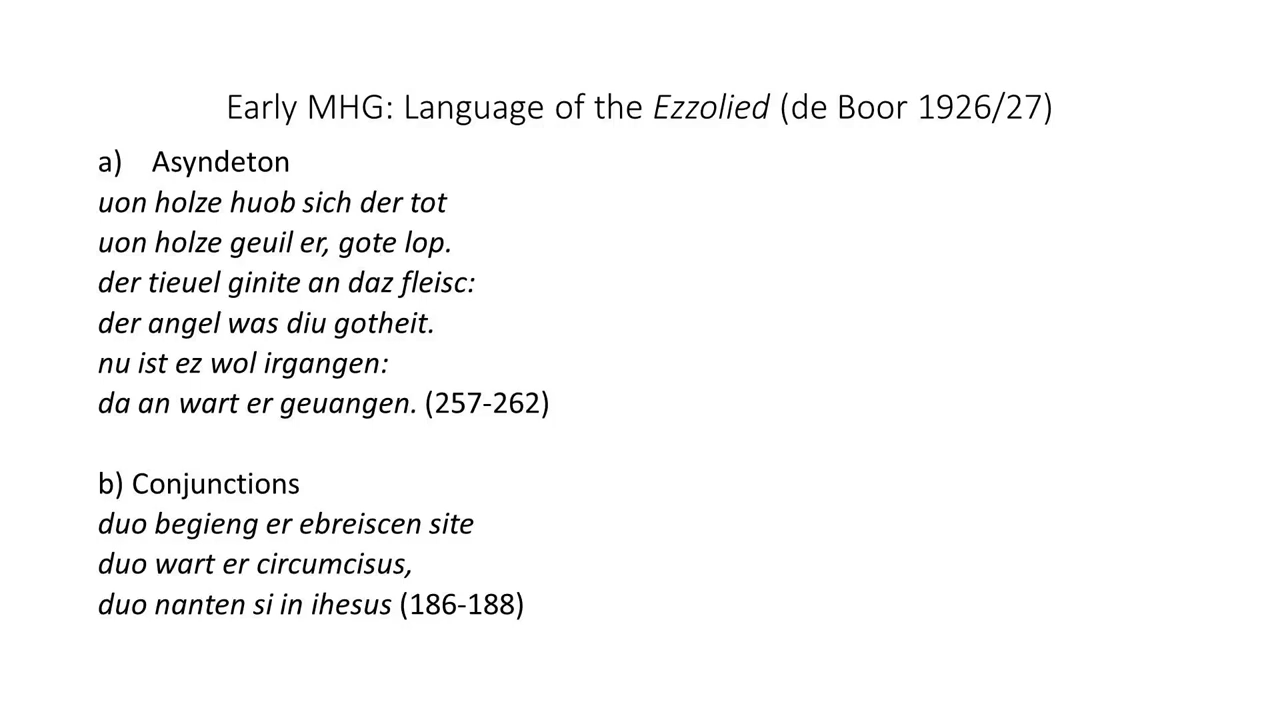 Early MHG: Language of the Ezzolied (de Boor 1926/27)
a) Asyndeton
uon holze huob sich der tot
uon holze geuil er, gote lop.
der tieuel ginite an daz fleisc:
der angel was diu gotheit.
nu ist ez wol irgangen:
da an wart er geuangen. (257-262)
b) Conjunctions
duo begieng er ebreiscen site
duo wart er circumcisus,
duo nanten si in ihesus (186-188)